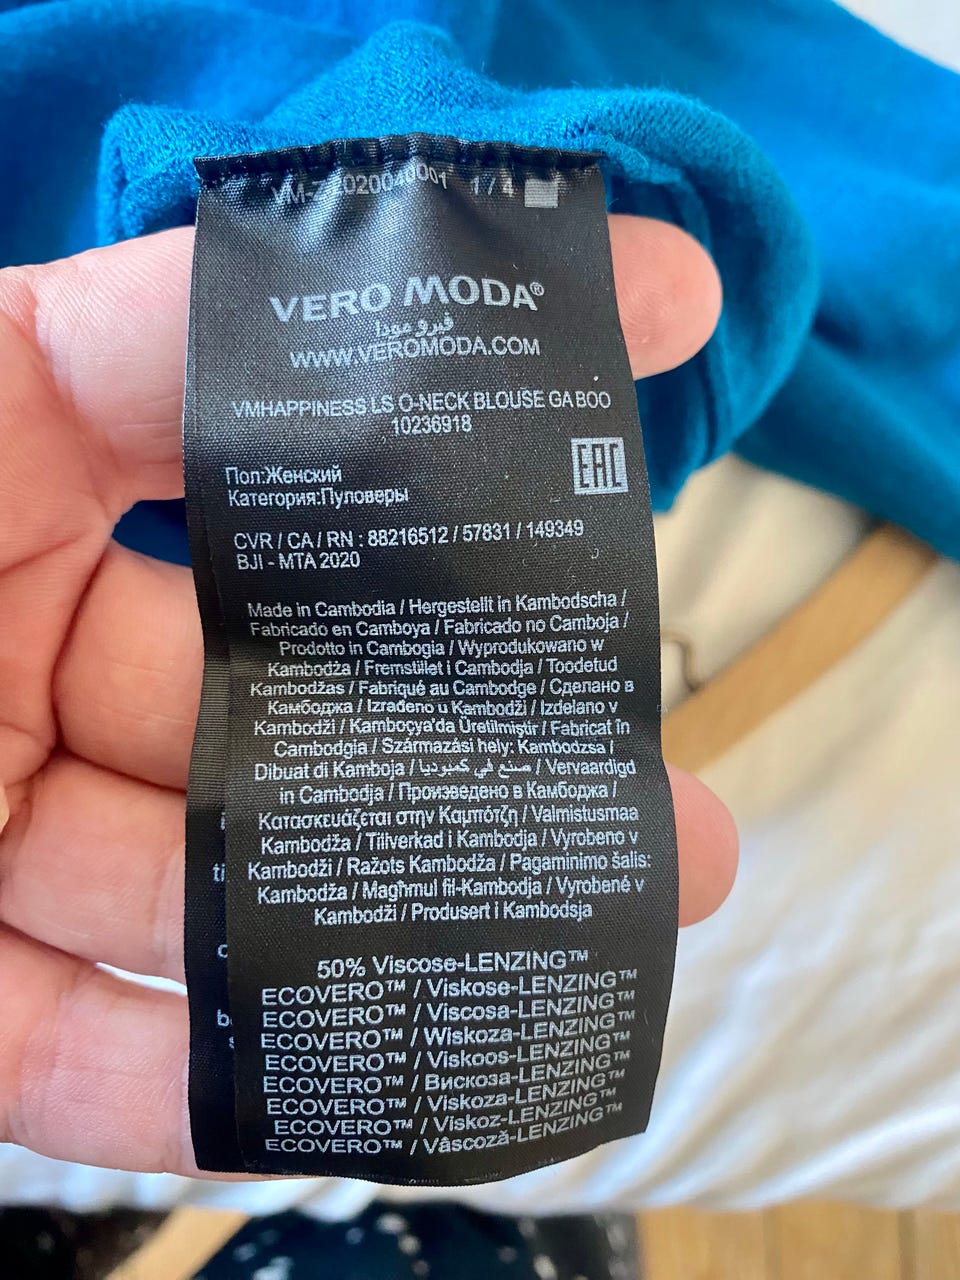 1 / 4
VERO MODA®
فيرو مودا
WWW.VEROMODA.COM
VMHAPPINESS LS O-NECK BLOUSE GA BOO
10236918
EAC
Пол:Женский
Категория:Пуловеры
CVR / CA / RN : 88216512 / 57831 / 149349
BJI - MTA 2020
Made in Cambodia / Hergestellt in Kambodscha /
Fabricado en Camboya / Fabricado no Camboja /
Prodotto in Cambogia / Wyprodukowano w
Kambodża / Fremstillet i Cambodja / Toodetud
Kambodžas / Fabriqué au Cambodge / Сделано в
Камбоджа / Izrađeno u Kambodži / Izdelano v
Kambodži / Kamboçya'da Üretilmiştir / Fabricat în
Cambodgia / Származási hely: Kambodzsa /
Dibuat di Kamboja / صنع في كمبوديا / Vervaardigd
in Cambodja / Произведено в Камбоджа /
Κατασκευάζεται στην Καμπότζη / Valmistusmaa
Kambodža / Tillverkad i Kambodja / Vyrobeno v
Kambodži / Ražots Kambodža / Pagaminimo šalis:
Kambodža / Magħmul fil-Kambodja / Vyrobené v
Kambodži / Produsert i Kambodsja
50% Viscose-LENZING™
ECOVERO™ / Viskose-LENZING™
ECOVERO™ / Viscosa-LENZING™
ECOVERO™ / Wiskoza-LENZING™
ECOVERO™ / Viskoos-LENZING™
ECOVERO™ / Вискоза-LENZING™
ECOVERO™ / Viskoza-LENZING™
ECOVERO™ / Viskoz-LENZING™
ECOVERO™ / Vâscoză-LENZING™